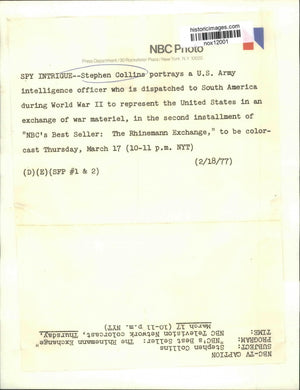 historicimages.com
nox12001
NBC Photo
Press Department / 30 Rockefeller Plaza / New York, N.Y. 10020
SPY INTRIGUE--Stephen Collins portrays a U.S. Army
intelligence officer who is dispatched to South America
during World War II to represent the United States in an
exchange of war materiel, in the second installment of
"NBC's Best Seller: The Rhinemann Exchange," to be color-
cast Thursday, March 17 (10-11 p.m. NYT)
(2/18/77)
(D)(E)(SFP #1 & 2)
NBC-TV CAPTION
SUBJECT: Stephen Collins
PROGRAM: "NBC's Best Seller: The Rhinemann Exchange"
TIME: NBC Television Network colorcast, Thursday,
March 17 (10-11 p.m. NYT)